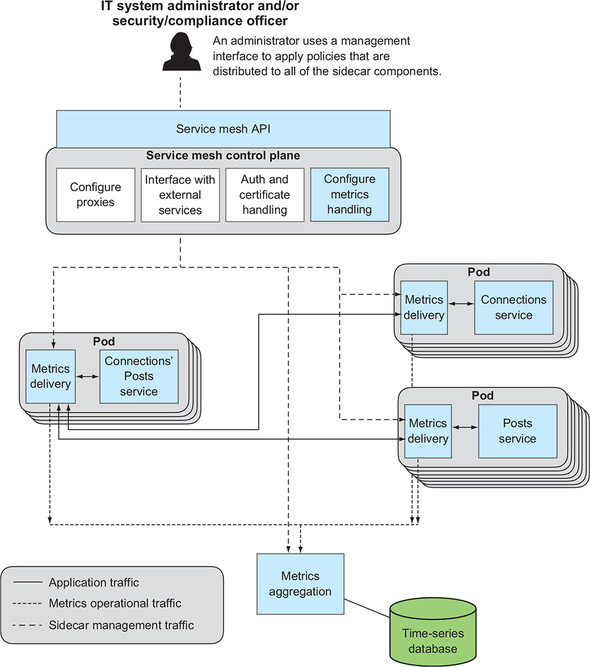 IT system administrator and/or
security/compliance officer
An administrator uses a management
interface to apply policies that are
distributed to all of the sidecar components.
Service mesh API
Service mesh control plane
Configure
proxies
Interface with
external
services
Auth and
certificate
handling
Configure
metrics
handling
Pod
Metrics
delivery
Connections
service
Pod
Metrics
delivery
Connections’
Posts
service
Pod
Metrics
delivery
Posts
service
Metrics
aggregation
Time-series
database
Application traffic
Metrics operational traffic
Sidecar management traffic